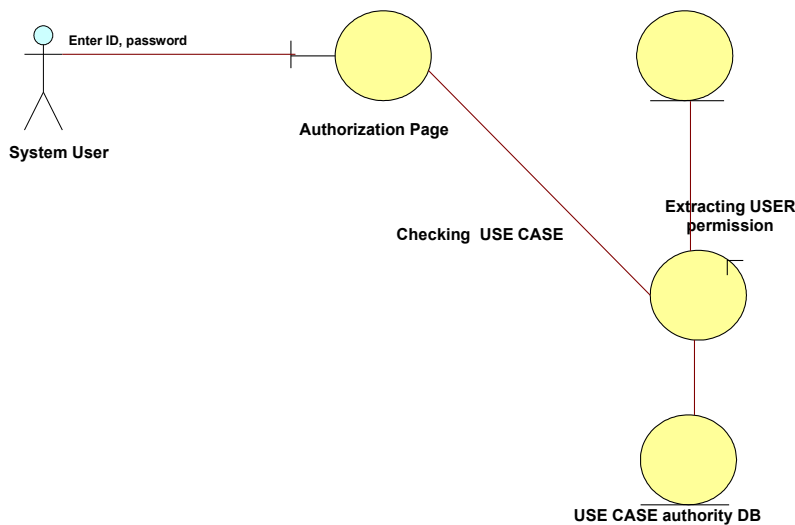 Enter ID, password
System User
Authorization Page
Checking USE CASE
Extracting USER
permission
USE CASE authority DB